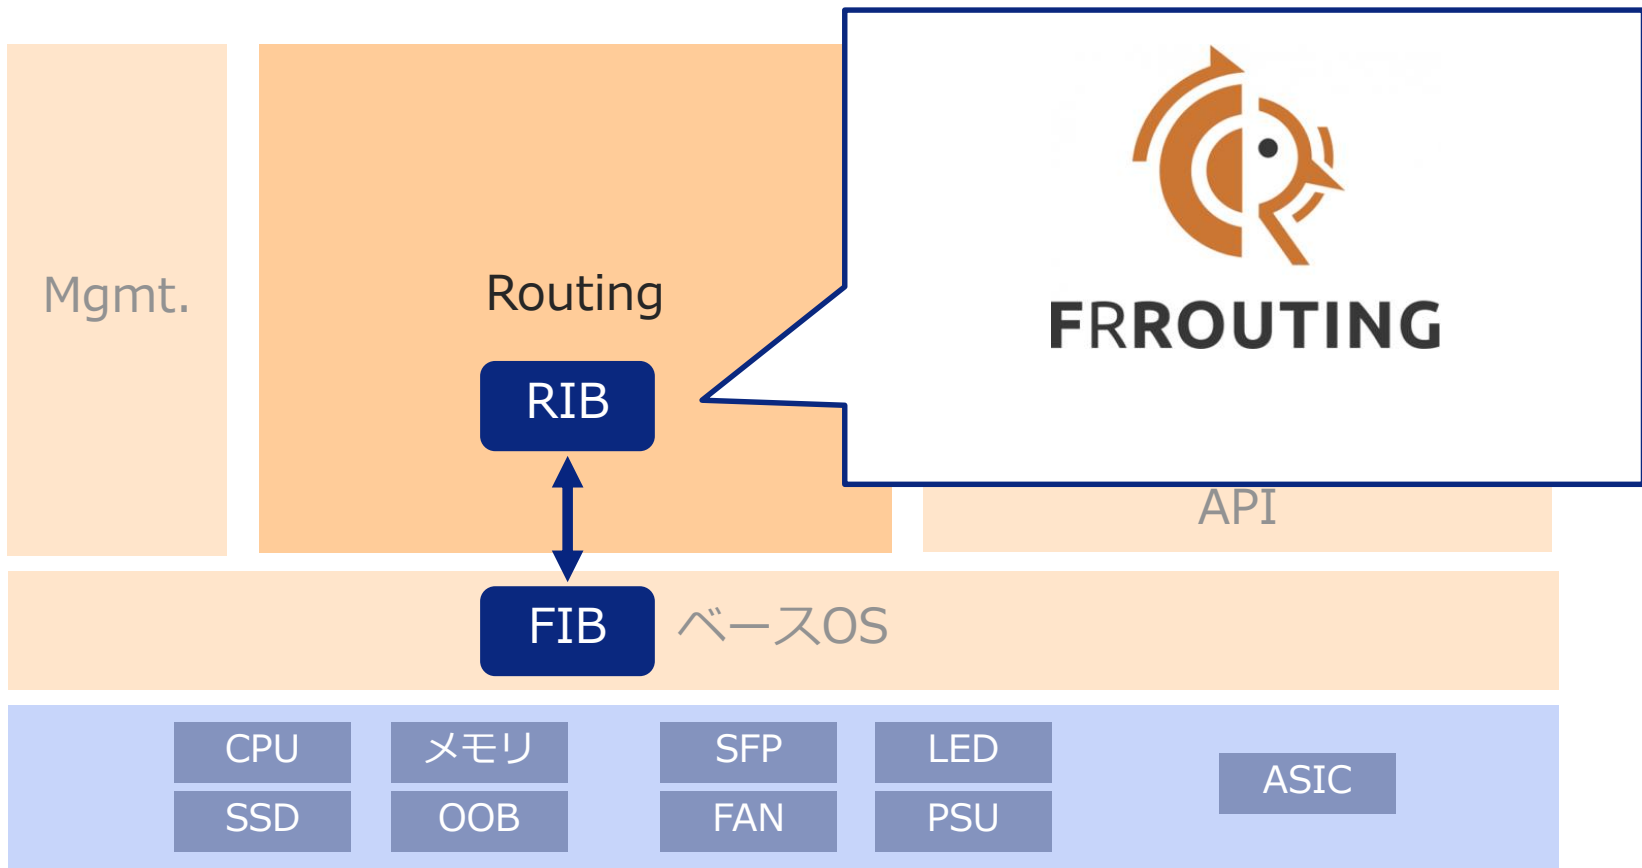 Mgmt.
Routing
FRROUTING
RIB
API
FIB
ベースOS
CPU
メモリ
SFP
LED
ASIC
SSD
OOB
FAN
PSU